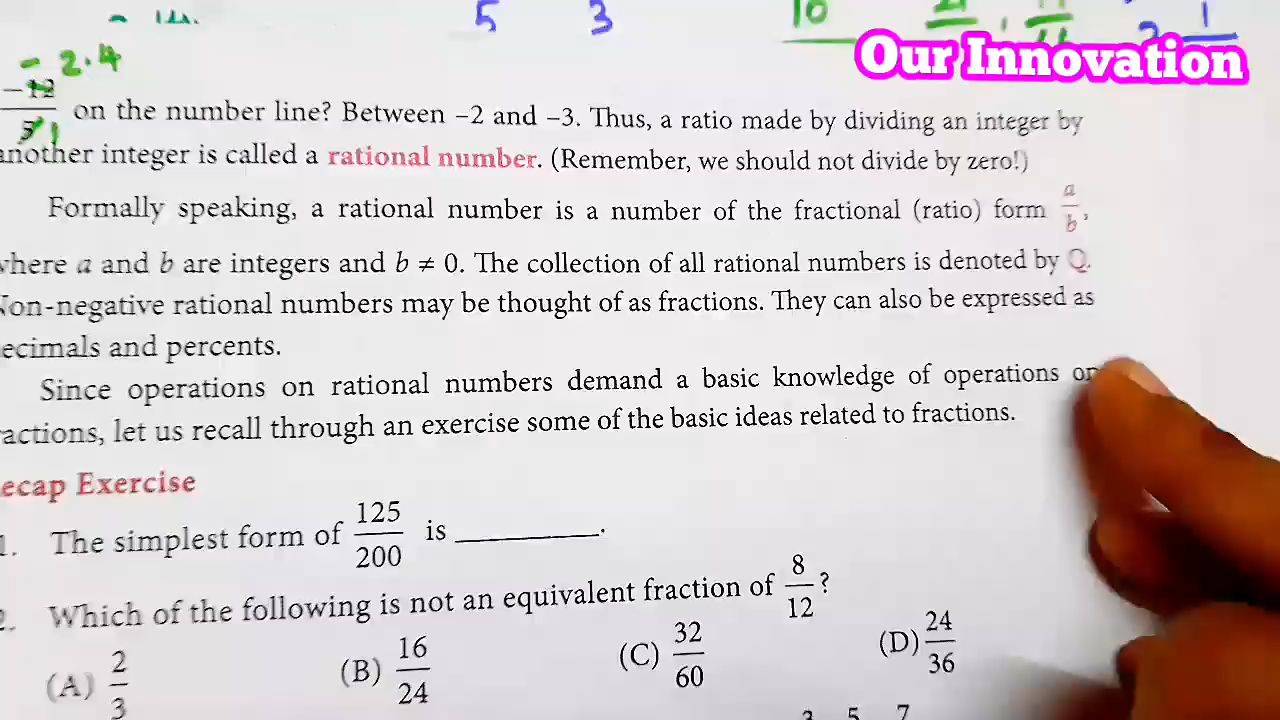 5 3 10
Our Innovation
- 2.4
-12/5 on the number line? Between –2 and –3. Thus, a ratio made by dividing an integer by
another integer is called a rational number. (Remember, we should not divide by zero!)
Formally speaking, a rational number is a number of the fractional (ratio) form a/b,
where a and b are integers and b ≠ 0. The collection of all rational numbers is denoted by Q.
Non-negative rational numbers may be thought of as fractions. They can also be expressed as
ecimals and percents.
Since operations on rational numbers demand a basic knowledge of operations on
actions, let us recall through an exercise some of the basic ideas related to fractions.
ecap Exercise
1. The simplest form of 125/200 is ________.
2. Which of the following is not an equivalent fraction of 8/12?
(A) 2/3 (B) 16/24 (C) 32/60 (D) 24/36